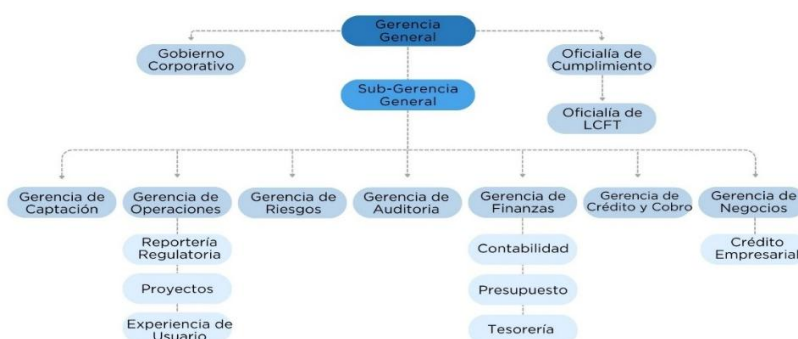 Gerencia
General
Gobierno
Corporativo
Oficialía de
Cumplimiento
Sub-Gerencia
General
Oficialía de
LCFT
Gerencia de
Captación
Gerencia de
Operaciones
Gerencia de
Riesgos
Gerencia de
Auditoria
Gerencia de
Finanzas
Gerencia de
Crédito y Cobro
Gerencia de
Negocios
Reportería
Regulatoria
Contabilidad
Crédito
Empresarial
Proyectos
Presupuesto
Experiencia de
Usuario
Tesorería